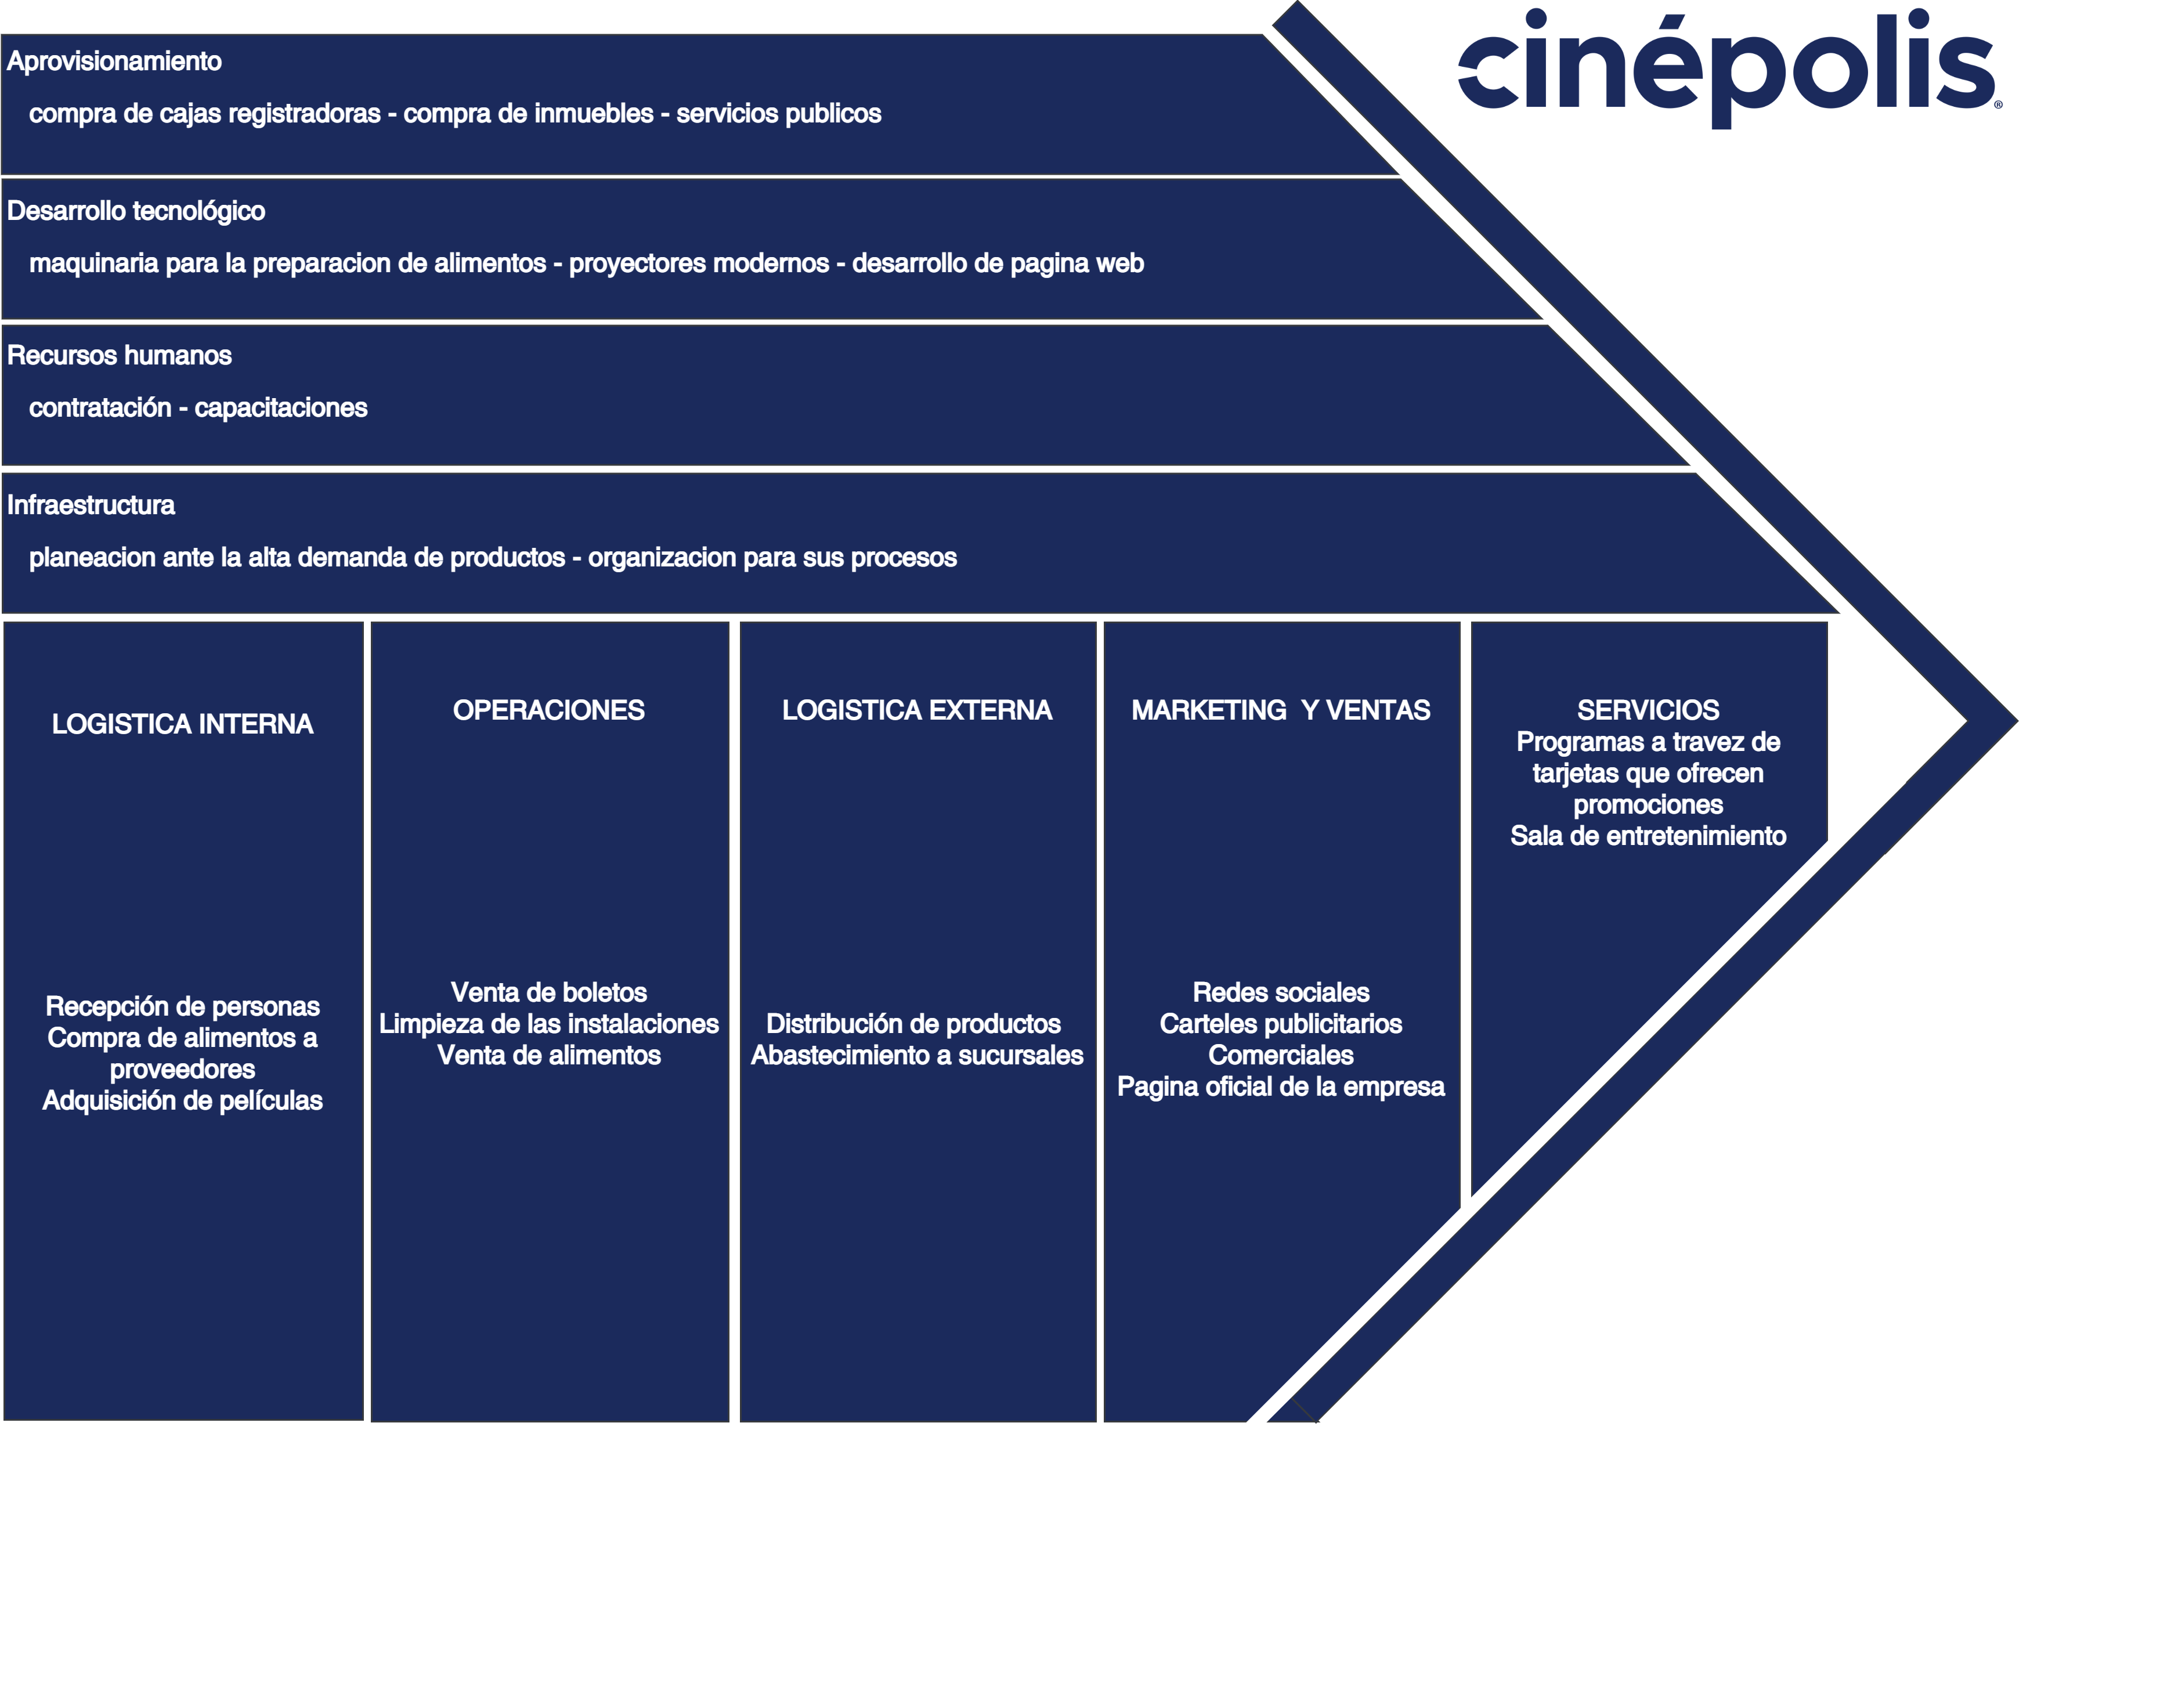 cinépolis®
Aprovisionamiento
compra de cajas registradoras - compra de inmuebles - servicios publicos
Desarrollo tecnológico
maquinaria para la preparacion de alimentos - proyectores modernos - desarrollo de pagina web
Recursos humanos
contratación - capacitaciones
Infraestructura
planeacion ante la alta demanda de productos - organizacion para sus procesos
LOGISTICA INTERNA
Recepción de personas
Compra de alimentos a
proveedores
Adquisición de películas
OPERACIONES
Venta de boletos
Limpieza de las instalaciones
Venta de alimentos
LOGISTICA EXTERNA
Distribución de productos
Abastecimiento a sucursales
MARKETING  Y VENTAS
Redes sociales
Carteles publicitarios
Comerciales
Pagina oficial de la empresa
SERVICIOS
Programas a travez de
tarjetas que ofrecen
promociones
Sala de entretenimiento